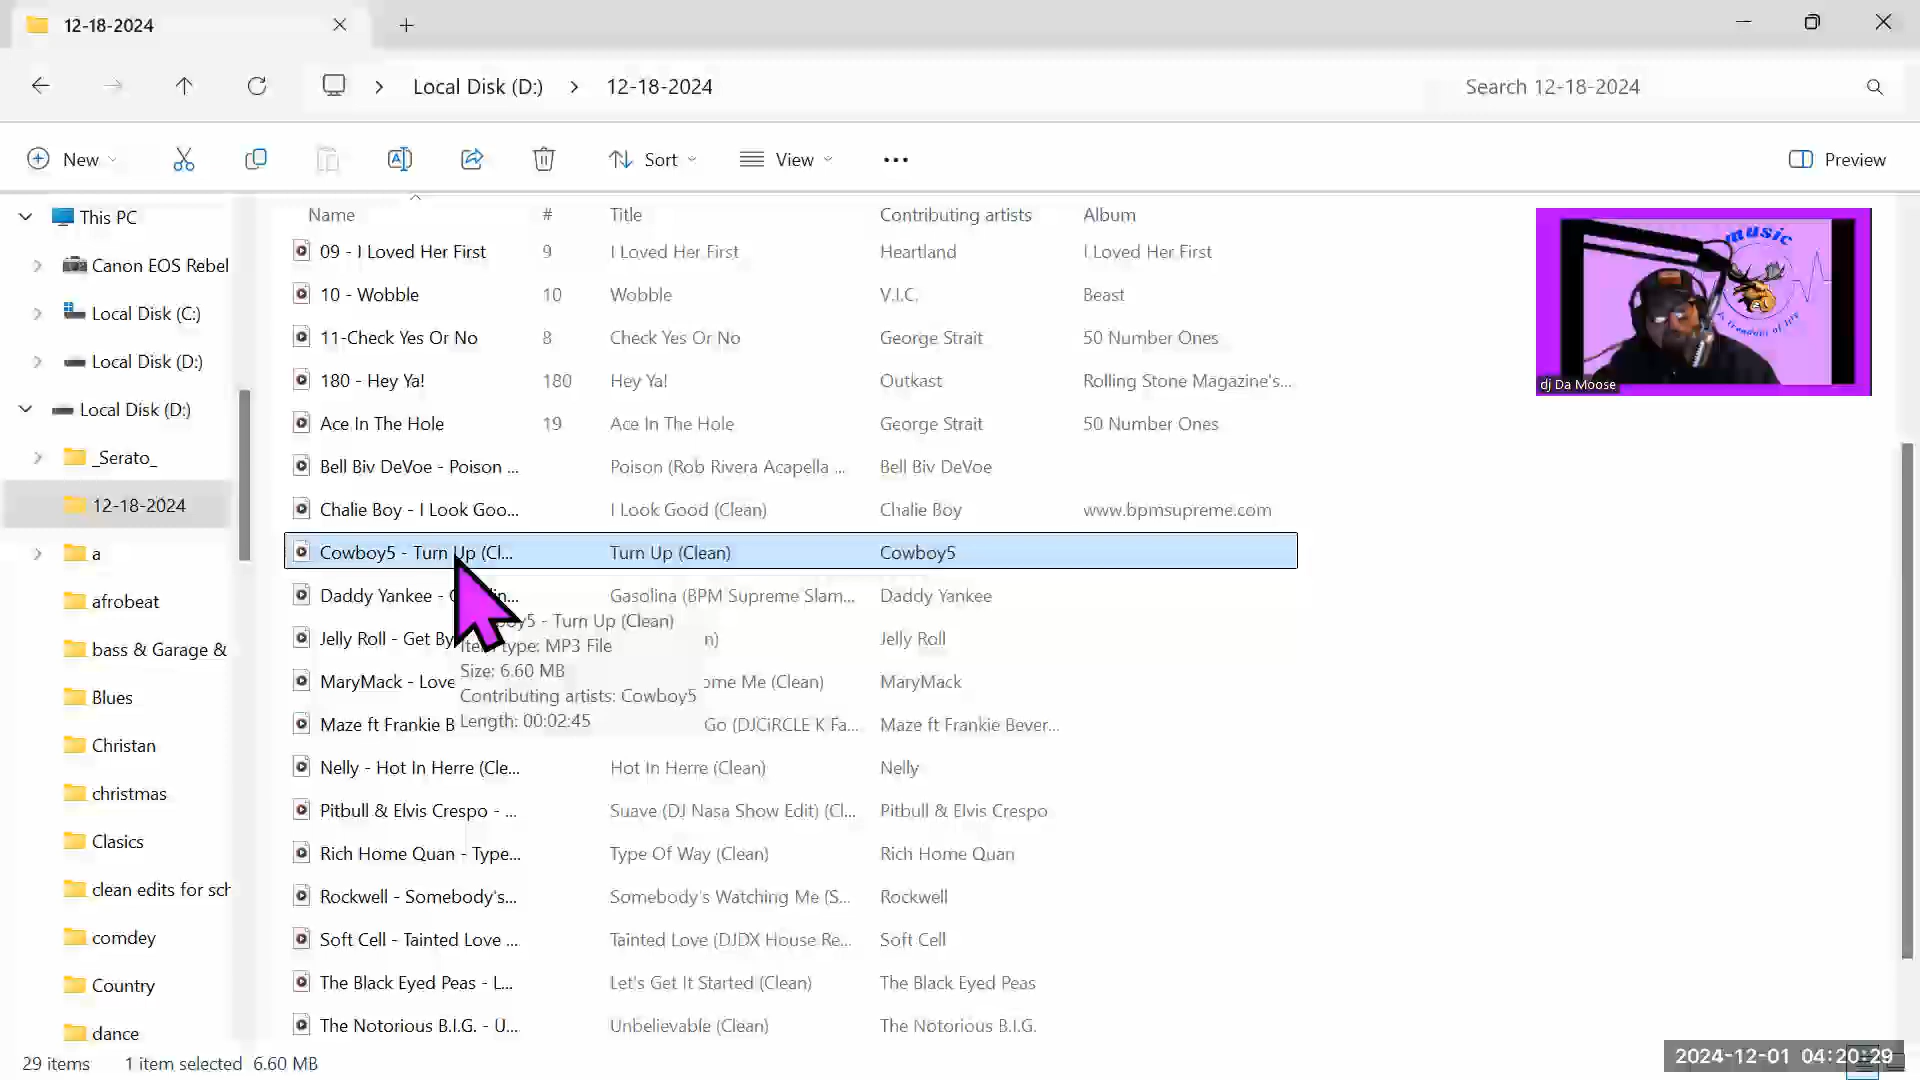 12-18-2024
Local Disk (D:) 12-18-2024
Search 12-18-2024
New
Sort
View
Preview
This PC
Canon EOS Rebel
Local Disk (C:)
Local Disk (D:)
Local Disk (D:)
_Serato_
12-18-2024
a
afrobeat
bass & Garage &
Blues
Christan
christmas
Clasics
clean edits for sch
comdey
Country
dance
Name # Title Contributing artists Album
09 - I Loved Her First 9 I Loved Her First Heartland I Loved Her First
10 - Wobble 10 Wobble V.I.C. Beast
11-Check Yes Or No 8 Check Yes Or No George Strait 50 Number Ones
180 - Hey Ya! 180 Hey Ya! Outkast Rolling Stone Magazine's...
Ace In The Hole 19 Ace In The Hole George Strait 50 Number Ones
Bell Biv DeVoe - Poison ... Poison (Rob Rivera Acapella ... Bell Biv DeVoe
Chalie Boy - I Look Goo... I Look Good (Clean) Chalie Boy www.bpmsupreme.com
Cowboy5 - Turn Up (Cl... Turn Up (Clean) Cowboy5
Daddy Yankee - Gasolina (BPM Supreme Slam... Daddy Yankee
Jelly Roll - Get By Jelly Roll
MaryMack - Love ome Me (Clean) MaryMack
Maze ft Frankie B Go (DJCiRCLE K Fa... Maze ft Frankie Bever...
Nelly - Hot In Herre (Cle... Hot In Herre (Clean) Nelly
Pitbull & Elvis Crespo - ... Suave (DJ Nasa Show Edit) (Cl... Pitbull & Elvis Crespo
Rich Home Quan - Type... Type Of Way (Clean) Rich Home Quan
Rockwell - Somebody's... Somebody's Watching Me (S... Rockwell
Soft Cell - Tainted Love ... Tainted Love (DJDX House Re... Soft Cell
The Black Eyed Peas - L... Let's Get It Started (Clean) The Black Eyed Peas
The Notorious B.I.G. - U... Unbelievable (Clean) The Notorious B.I.G.
oy5 - Turn Up (Clean)
Item type: MP3 File
Size: 6.60 MB
Contributing artists: Cowboy5
Length: 00:02:45
music
dj Da Moose
29 items 1 item selected 6.60 MB
2024-12-01 04:20:29